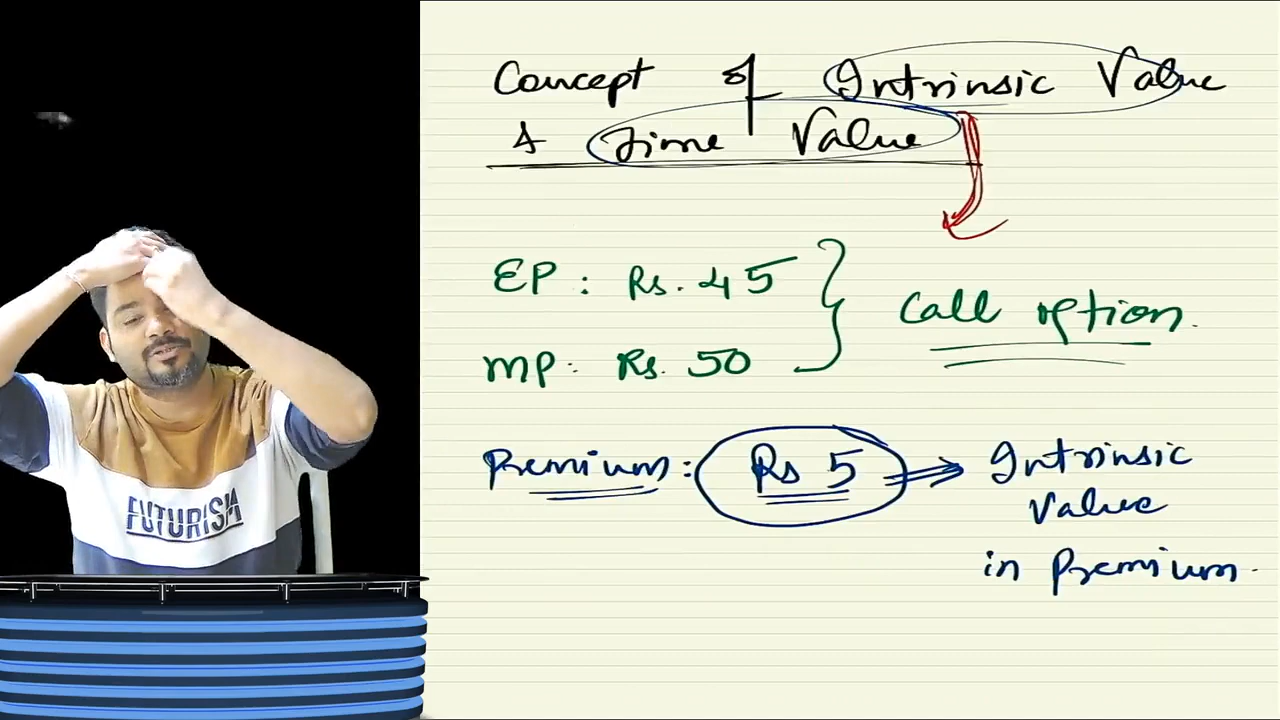 Concept of Intrinsic Value
& Time Value
EP : Rs. 45
MP : Rs. 50
Call option.
Premium : Rs 5 ⇒ Intrinsic
Value
in Premium.
FUTURISM